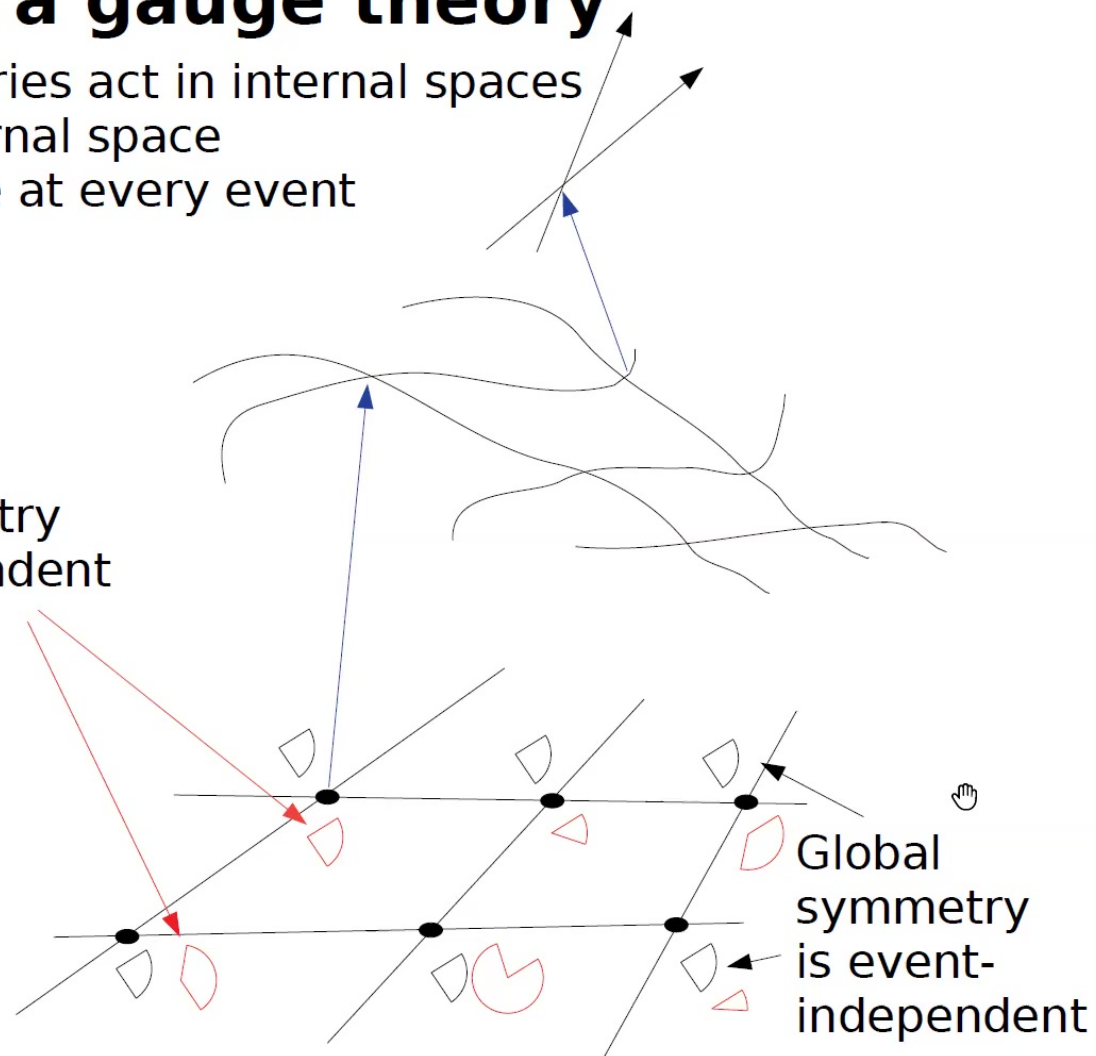 a gauge theory
ries act in internal spaces
rnal space
at every event
try
ndent
Global
symmetry
is event-
independent